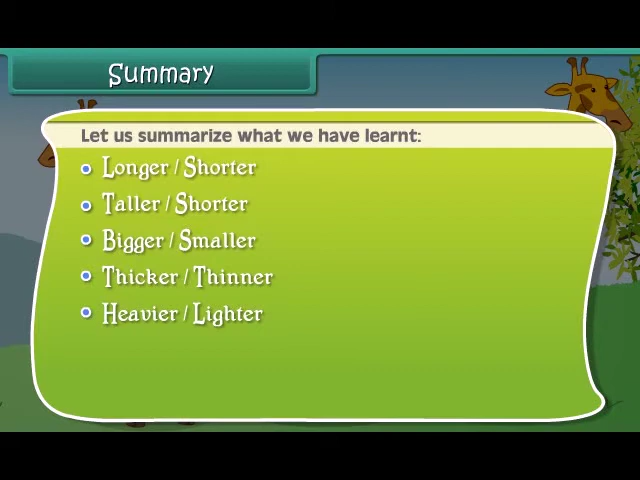 Summary
Let us summarize what we have learnt:
Longer / Shorter
Taller / Shorter
Bigger / Smaller
Thicker / Thinner
Heavier / Lighter